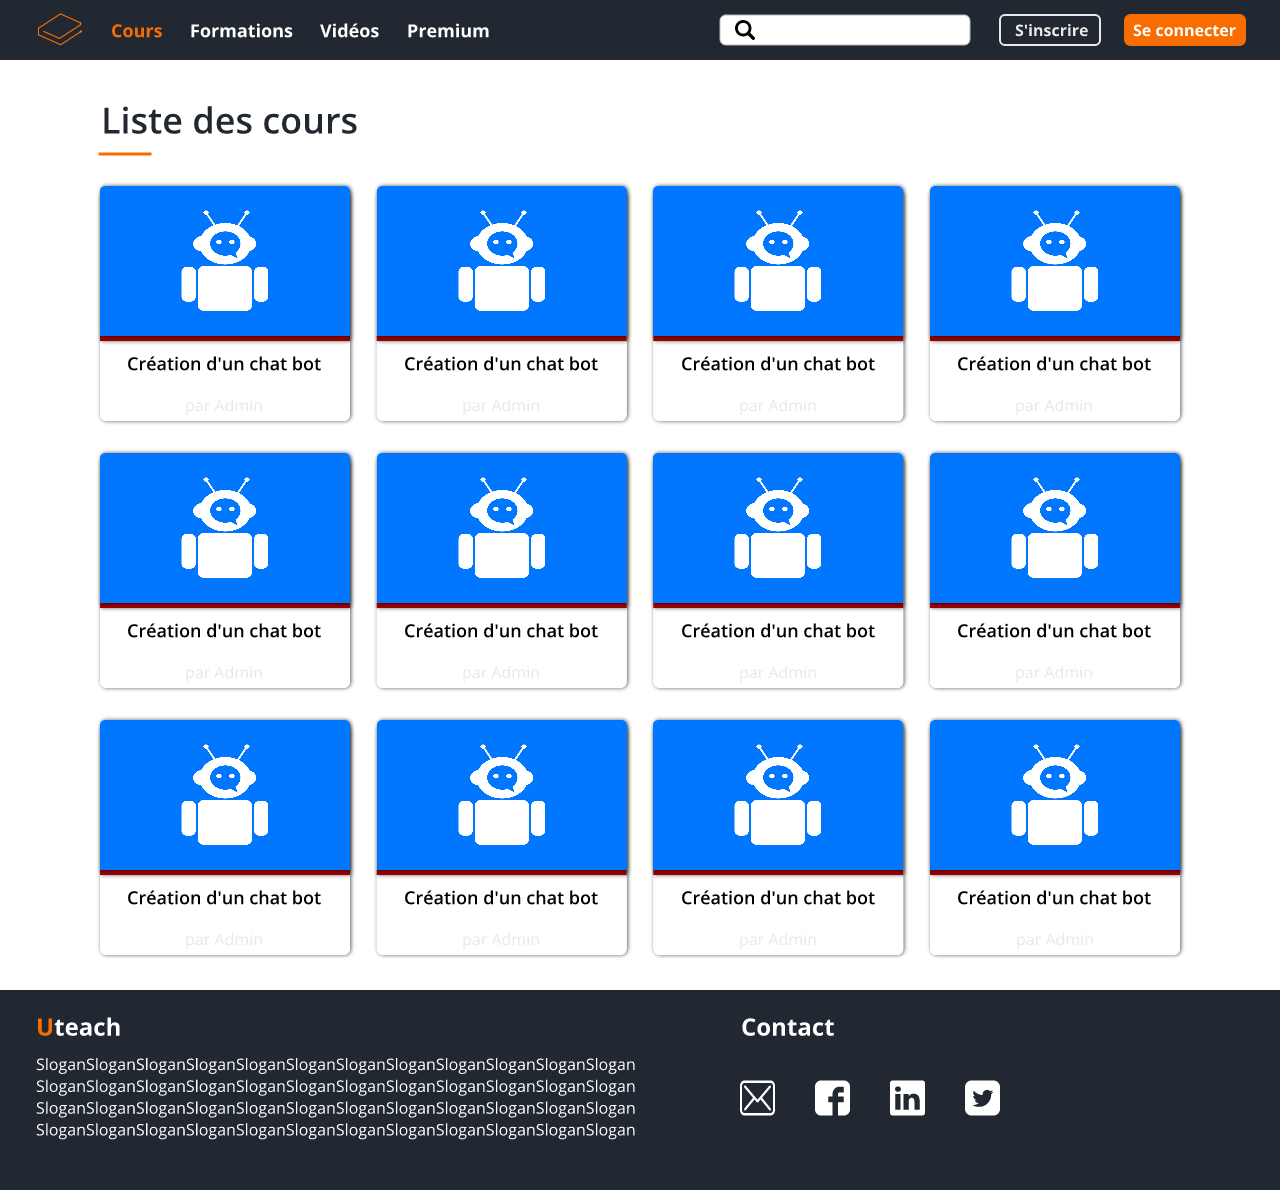 Cours Formations Vidéos Premium S'inscrire Se connecter
Liste des cours
Création d'un chat bot Création d'un chat bot Création d'un chat bot Création d'un chat bot
par Admin par Admin par Admin par Admin
Création d'un chat bot Création d'un chat bot Création d'un chat bot Création d'un chat bot
par Admin par Admin par Admin par Admin
Création d'un chat bot Création d'un chat bot Création d'un chat bot Création d'un chat bot
par Admin par Admin par Admin par Admin
Uteach Contact
SloganSloganSloganSloganSloganSloganSloganSloganSloganSloganSloganSlogan
SloganSloganSloganSloganSloganSloganSloganSloganSloganSloganSloganSlogan
SloganSloganSloganSloganSloganSloganSloganSloganSloganSloganSloganSlogan
SloganSloganSloganSloganSloganSloganSloganSloganSloganSloganSloganSlogan